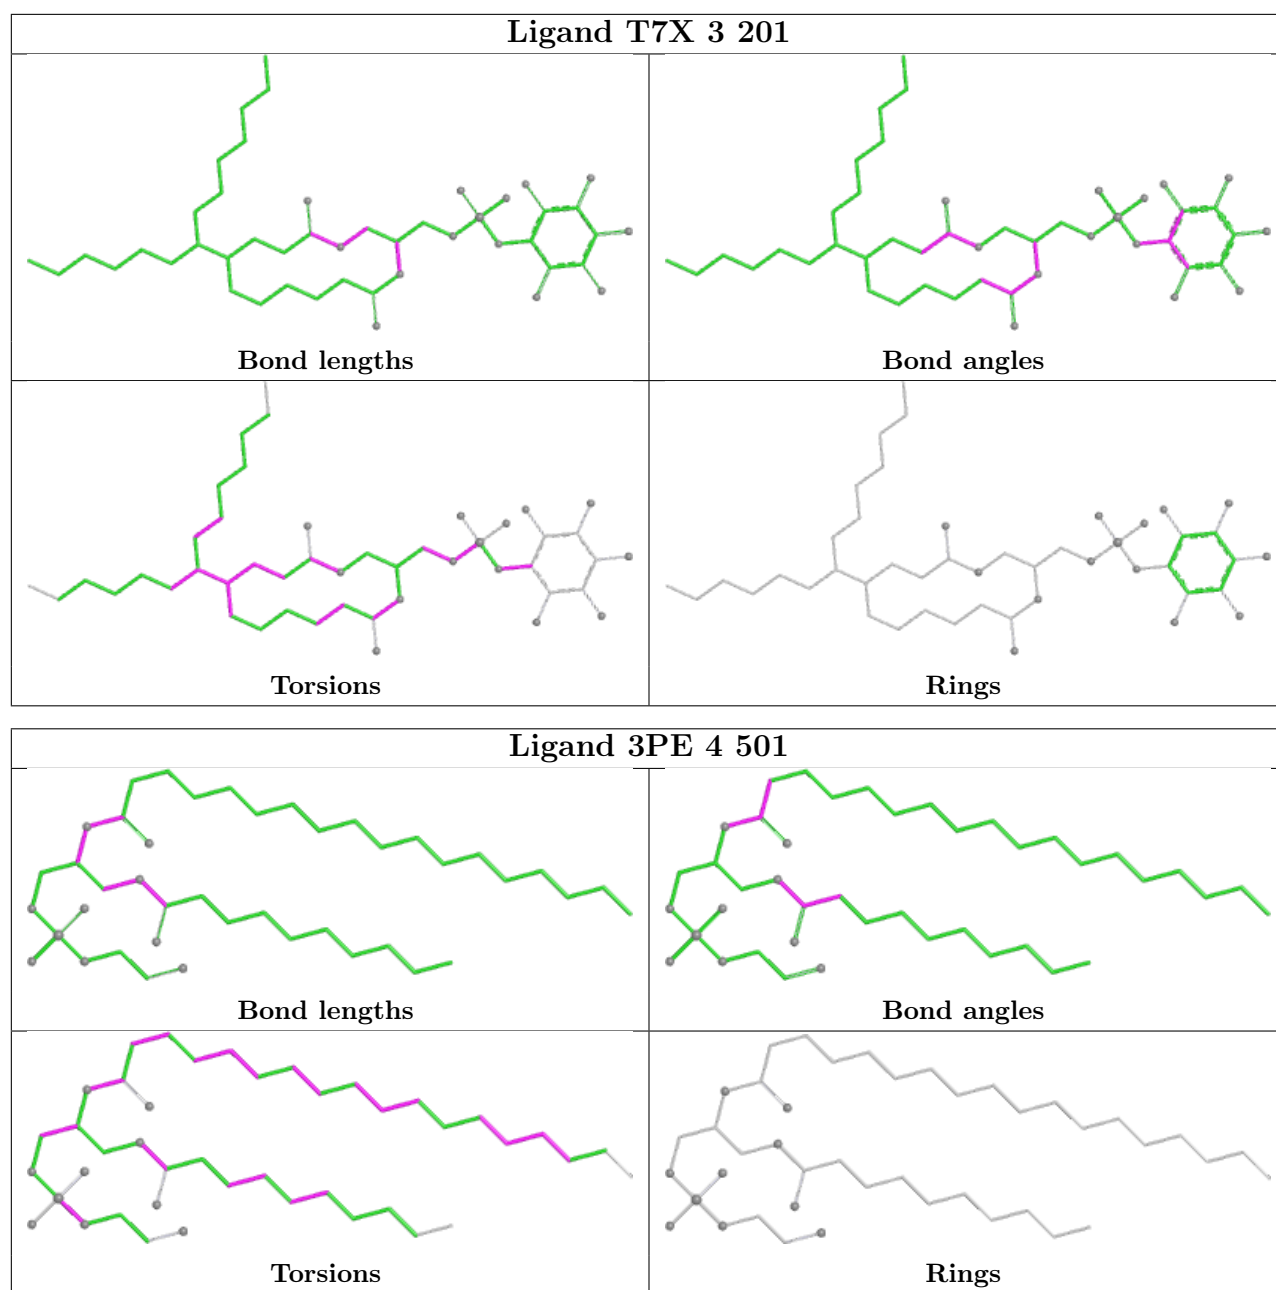 Ligand T7X 3 201
Bond lengths
Bond angles
Torsions
Rings
Ligand 3PE 4 501
Bond lengths
Bond angles
Torsions
Rings